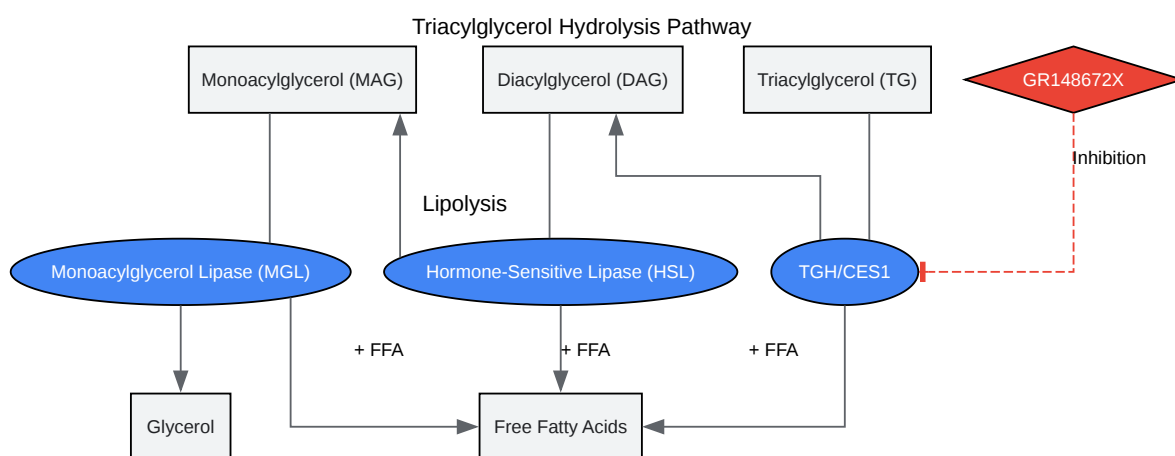 Triacylglycerol Hydrolysis Pathway
Monoacylglycerol (MAG)
Diacylglycerol (DAG)
Triacylglycerol (TG)
GR148672X
Inhibition
Lipolysis
Monoacylglycerol Lipase (MGL)
Hormone-Sensitive Lipase (HSL)
TGH/CES1
+ FFA
+ FFA
+ FFA
Glycerol
Free Fatty Acids